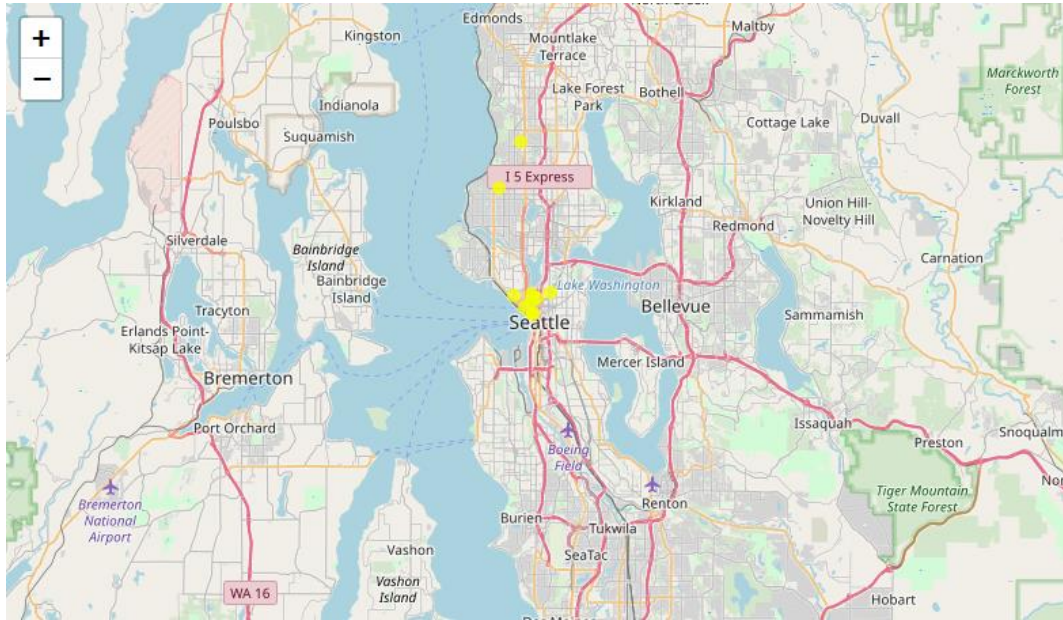 +
−
Edmonds
Kingston
Mountlake
Terrace
Maltby
Lake Forest
Park
Bothell
Marckworth
Forest
Indianola
Poulsbo
Suquamish
Cottage Lake
Duvall
I 5 Express
Kirkland
Union Hill-
Novelty Hill
Redmond
Silverdale
Bainbridge
Island
Carnation
Bainbridge
Island
Lake Washington
Tracyton
Bellevue
Sammamish
Erlands Point-
Kitsap Lake
Seattle
Mercer Island
Bremerton
Port Orchard
Issaquah
Snoqualm
Boeing
Field
Preston
Bremerton
National
Airport
Renton
Tiger Mountain
State Forest
Burien
Tukwila
Vashon
SeaTac
Vashon
Island
WA 16
Hobart